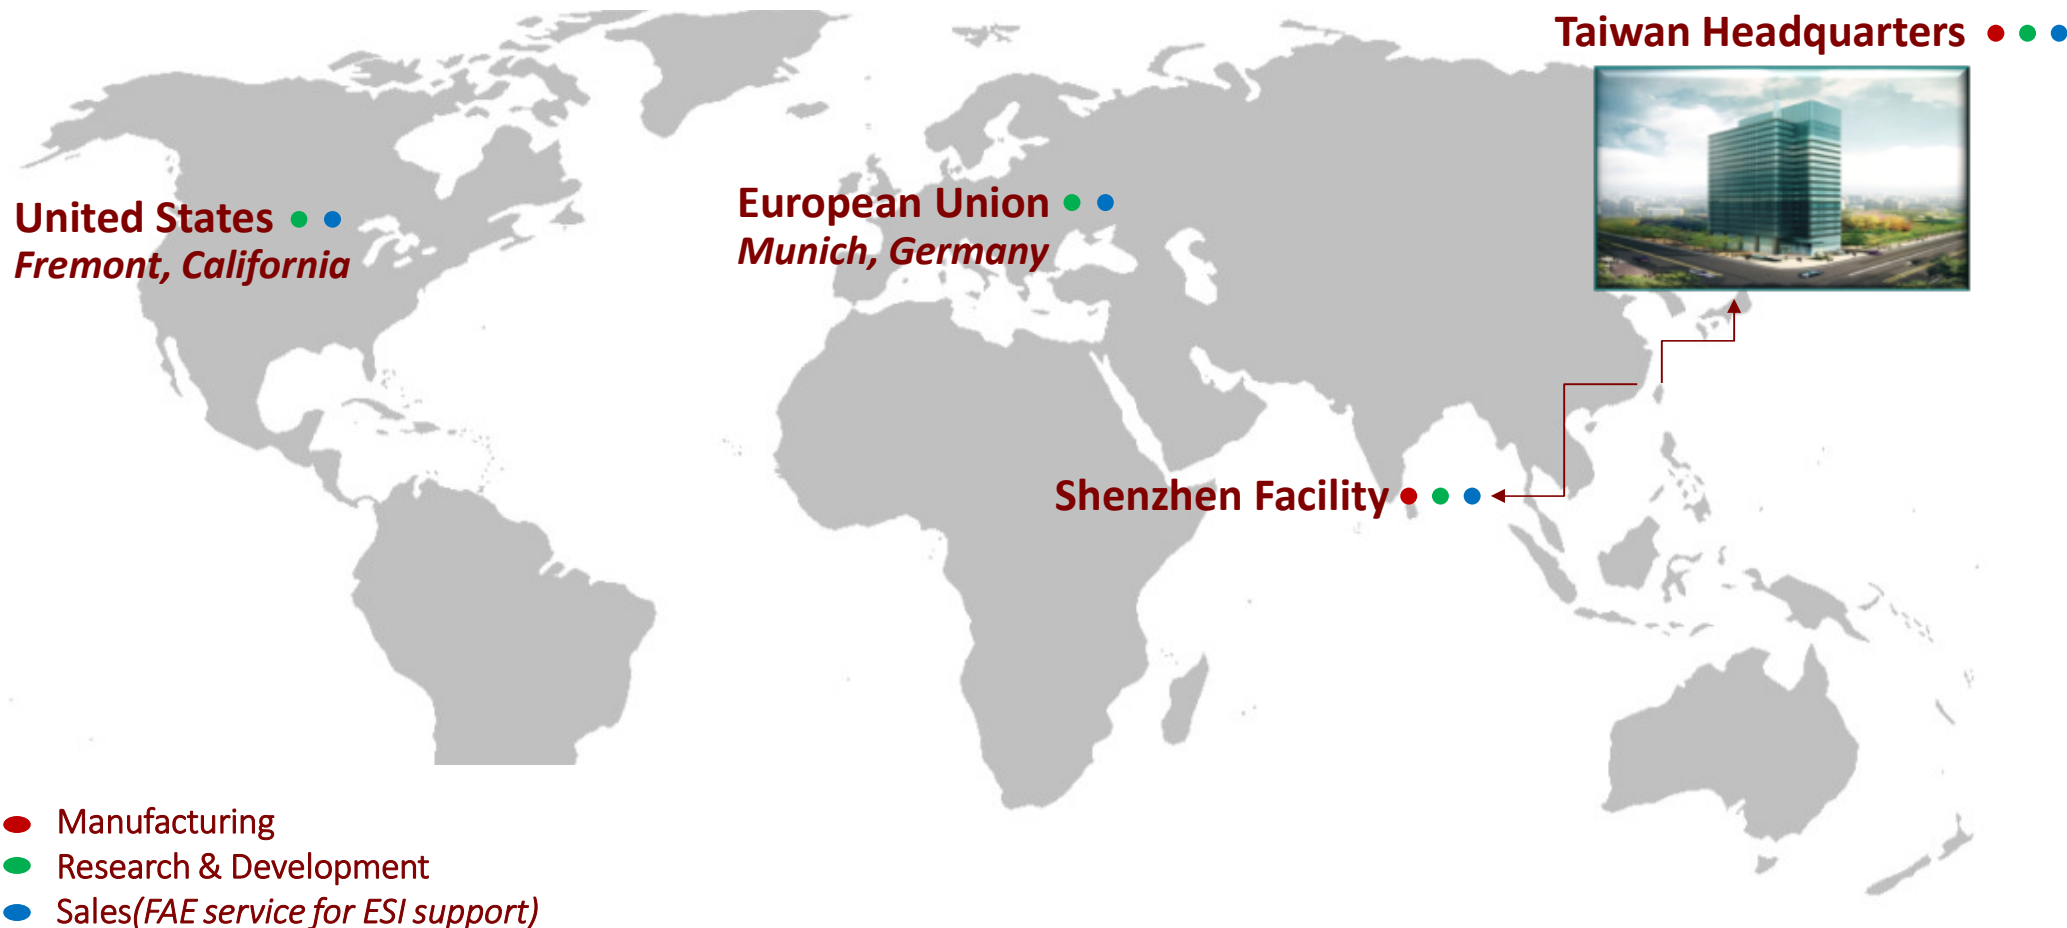 Taiwan Headquarters
United States
Fremont, California
European Union
Munich, Germany
Shenzhen Facility
Manufacturing
Research & Development
Sales(FAE service for ESI support)